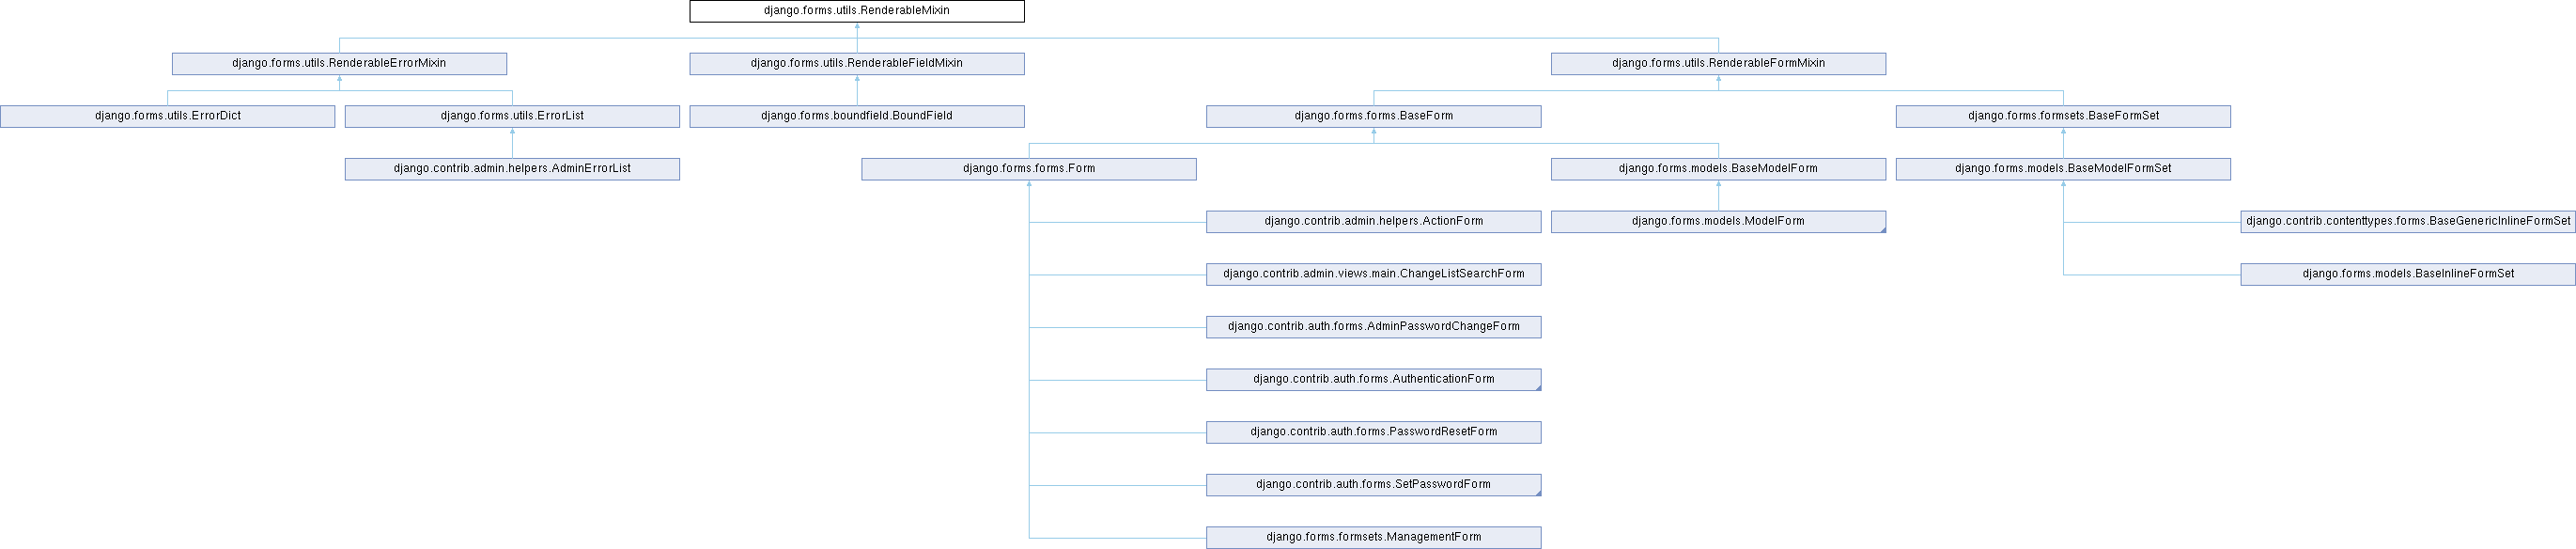 django.forms.utils.RenderableMixin
django.forms.utils.RenderableErrorMixin
django.forms.utils.RenderableFieldMixin
django.forms.utils.RenderableFormMixin
django.forms.utils.ErrorDict
django.forms.utils.ErrorList
django.forms.boundfield.BoundField
django.forms.forms.BaseForm
django.forms.formsets.BaseFormSet
django.contrib.admin.helpers.AdminErrorList
django.forms.forms.Form
django.forms.models.BaseModelForm
django.forms.models.BaseModelFormSet
django.contrib.admin.helpers.ActionForm
django.forms.models.ModelForm
django.contrib.contenttypes.forms.BaseGenericInlineFormSet
django.contrib.admin.views.main.ChangeListSearchForm
django.forms.models.BaseInlineFormSet
django.contrib.auth.forms.AdminPasswordChangeForm
django.contrib.auth.forms.AuthenticationForm
django.contrib.auth.forms.PasswordResetForm
django.contrib.auth.forms.SetPasswordForm
django.forms.formsets.ManagementForm